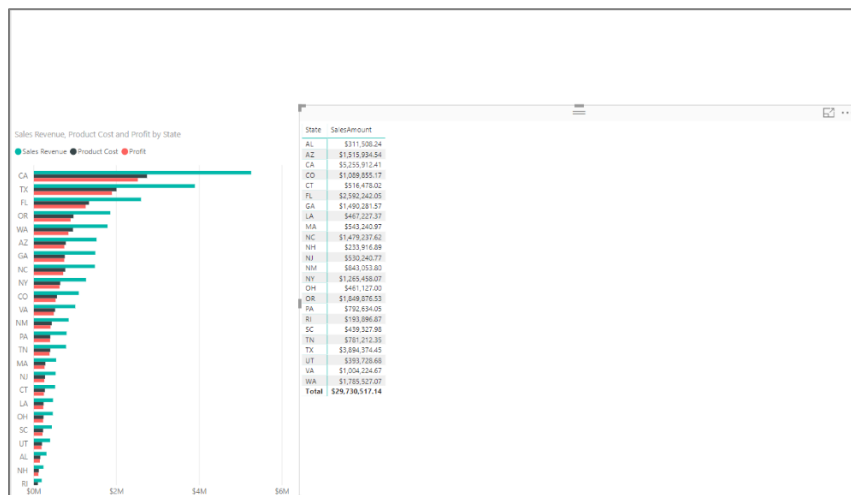 Sales Revenue, Product Cost and Profit by State
Sales Revenue Product Cost Profit
CA
TX
FL
OR
WA
AZ
GA
NC
NY
CO
VA
NM
PA
TN
MA
NJ
CT
LA
OH
SC
UT
AL
NH
RI
$0M $2M $4M $6M
State SalesAmount
AL $311,508.24
AZ $1,515,934.54
CA $5,255,912.41
CO $1,089,855.17
CT $516,478.02
FL $2,592,242.05
GA $1,490,281.57
LA $467,227.37
MA $543,240.97
NC $1,479,237.62
NH $233,916.89
NJ $530,240.77
NM $843,053.80
NY $1,265,458.07
OH $461,127.00
OR $1,849,876.53
PA $792,634.05
RI $193,896.87
SC $439,327.98
TN $781,212.35
TX $3,894,374.45
UT $393,728.68
VA $1,004,224.67
WA $1,785,527.07
Total $29,730,517.14